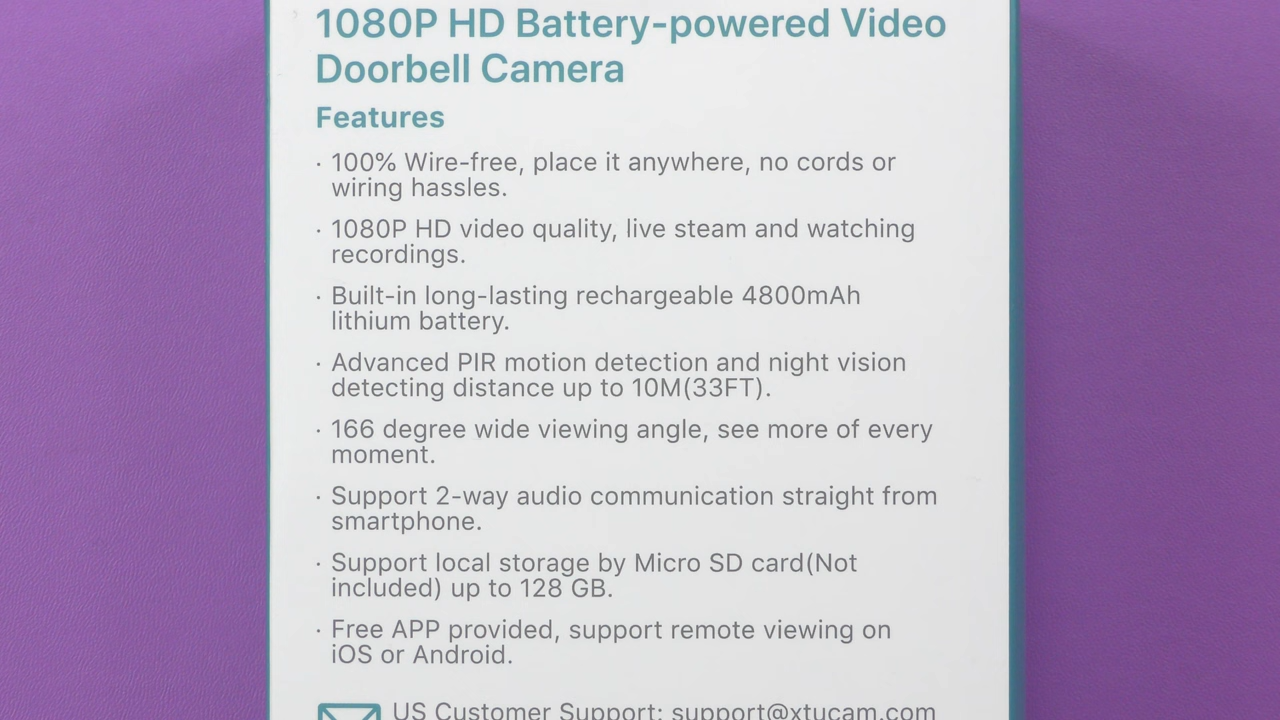 1080P HD Battery-powered Video
Doorbell Camera
Features
· 100% Wire-free, place it anywhere, no cords or
wiring hassles.
· 1080P HD video quality, live steam and watching
recordings.
· Built-in long-lasting rechargeable 4800mAh
lithium battery.
· Advanced PIR motion detection and night vision
detecting distance up to 10M(33FT).
· 166 degree wide viewing angle, see more of every
moment.
· Support 2-way audio communication straight from
smartphone.
· Support local storage by Micro SD card(Not
included) up to 128 GB.
· Free APP provided, support remote viewing on
iOS or Android.
US Customer Support: support@xtucam.com